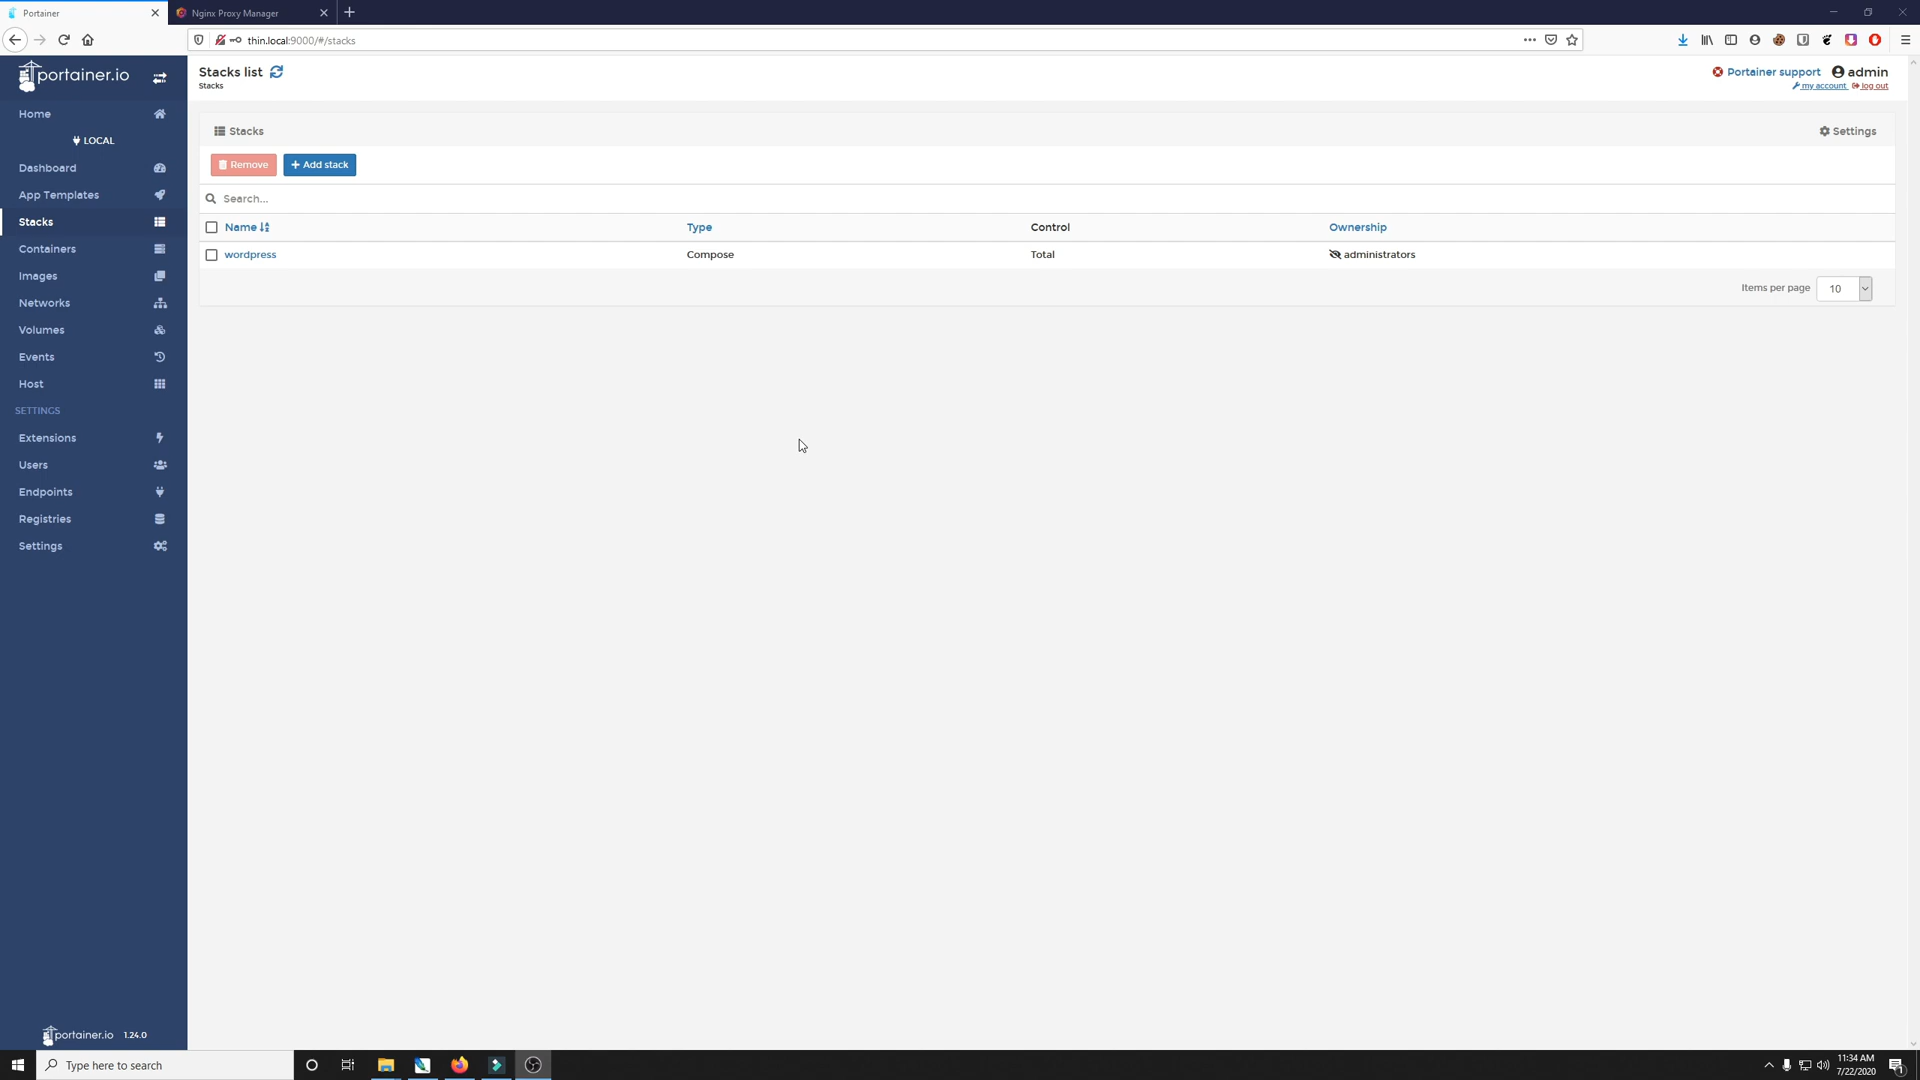 Portainer
Nginx Proxy Manager
thin.local:9000/#/stacks
portainer.io
Stacks list
Stacks
Portainer support
admin
my account
log out
Home
LOCAL
Dashboard
App Templates
Stacks
Containers
Images
Networks
Volumes
Events
Host
SETTINGS
Extensions
Users
Endpoints
Registries
Settings
Stacks
Settings
Remove
Add stack
Search...
Name
Type
Control
Ownership
wordpress
Compose
Total
administrators
Items per page
10
portainer.io 1.24.0
Type here to search
11:34 AM
7/22/2020
1